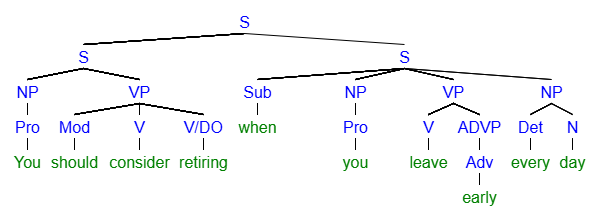 S
S S
NP VP Sub NP VP NP
Pro Mod V V/DO when Pro V ADVP Det N
You should consider retiring you leave Adv every day
early